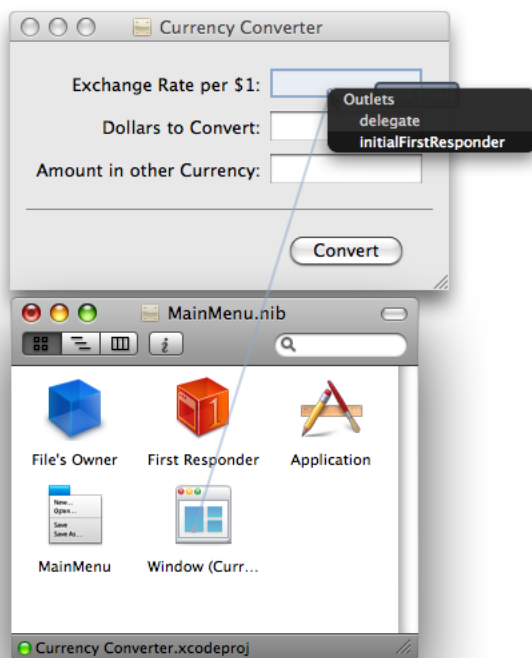 Currency Converter
Exchange Rate per $1:
Outlets
delegate
initialFirstResponder
Dollars to Convert:
Amount in other Currency:
Convert
MainMenu.nib
i
File's Owner
1
First Responder
Application
New...
Open...
Save
Save As...
MainMenu
Window (Curr...
Currency Converter.xcodeproj